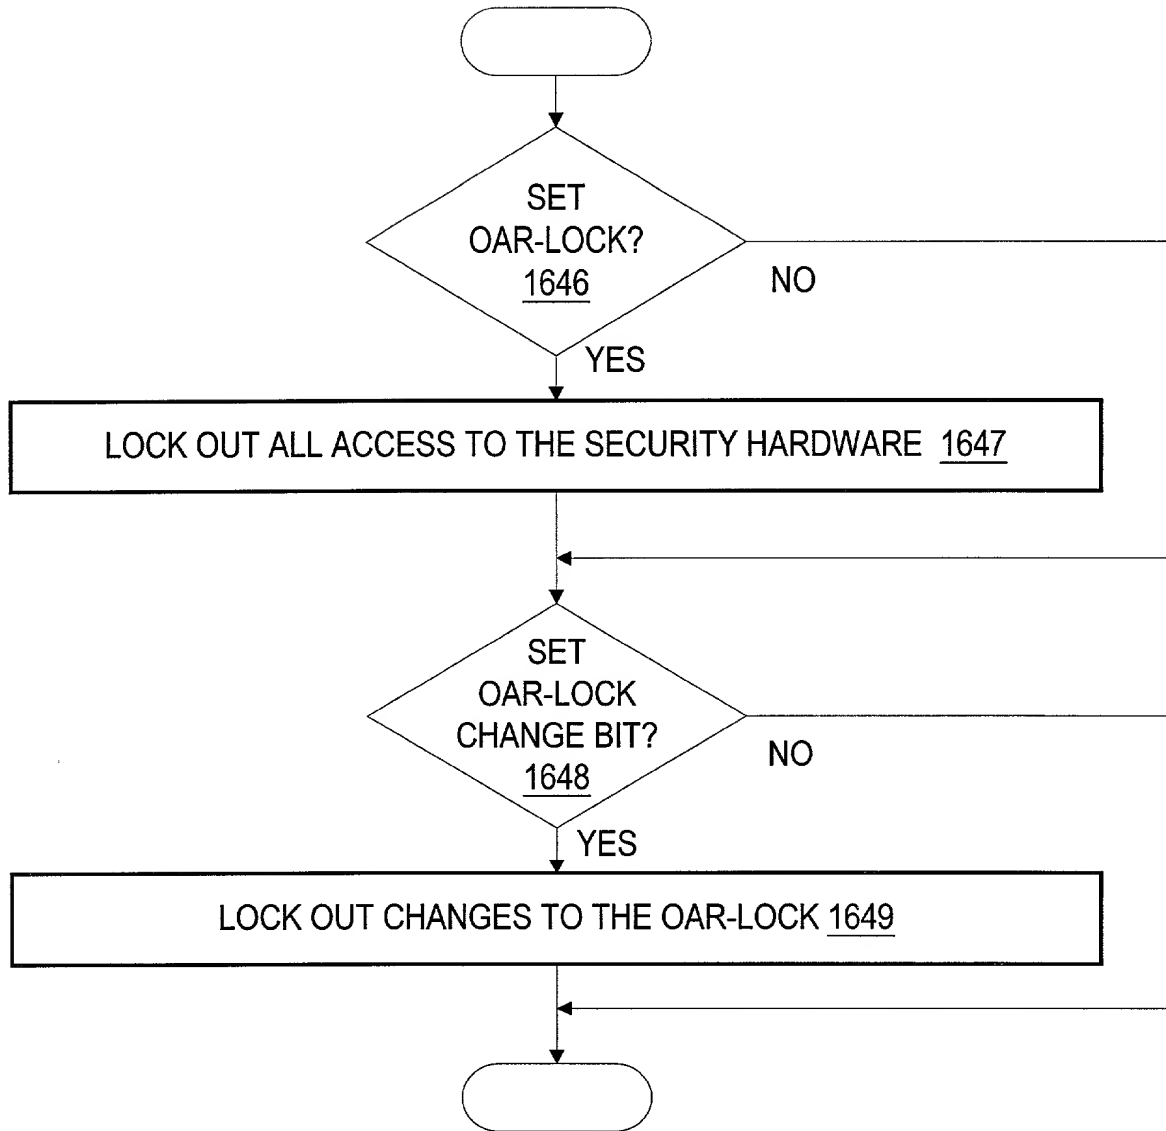 SET
OAR-LOCK?
1646
NO
YES
LOCK OUT ALL ACCESS TO THE SECURITY HARDWARE 1647
SET
OAR-LOCK
CHANGE BIT?
1648
NO
YES
LOCK OUT CHANGES TO THE OAR-LOCK 1649